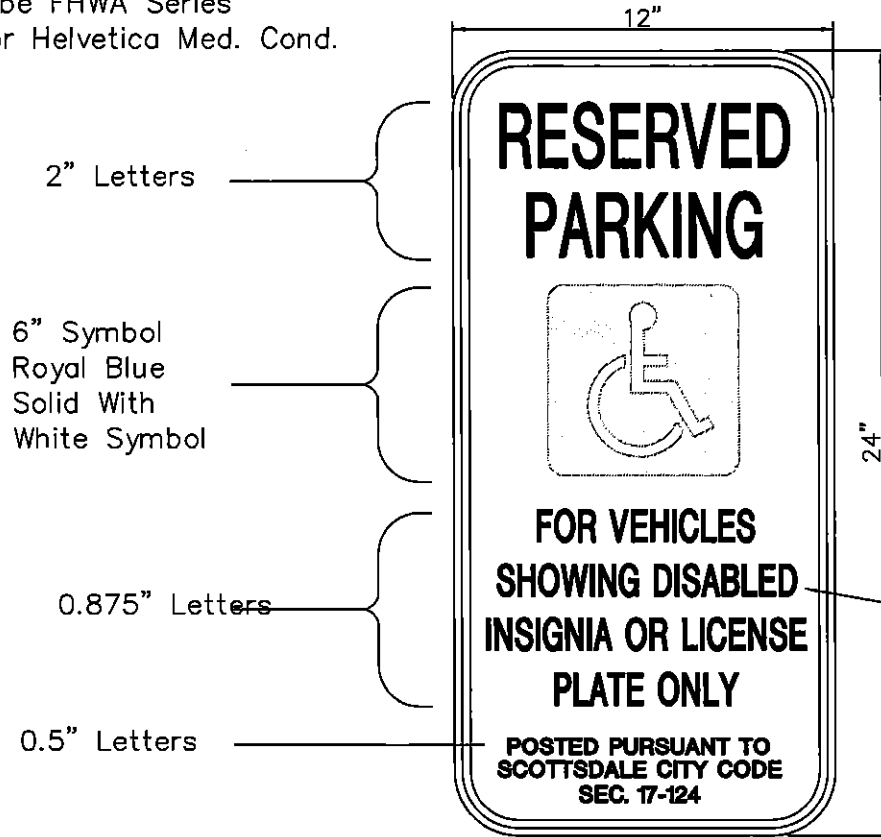 be FHWA Series
or Helvetica Med. Cond.
12"
2" Letters
RESERVED
PARKING
6" Symbol
Royal Blue
Solid With
White Symbol
24"
0.875" Letters
FOR VEHICLES
SHOWING DISABLED
INSIGNIA OR LICENSE
PLATE ONLY
0.5" Letters
POSTED PURSUANT TO
SCOTTSDALE CITY CODE
SEC. 17-124